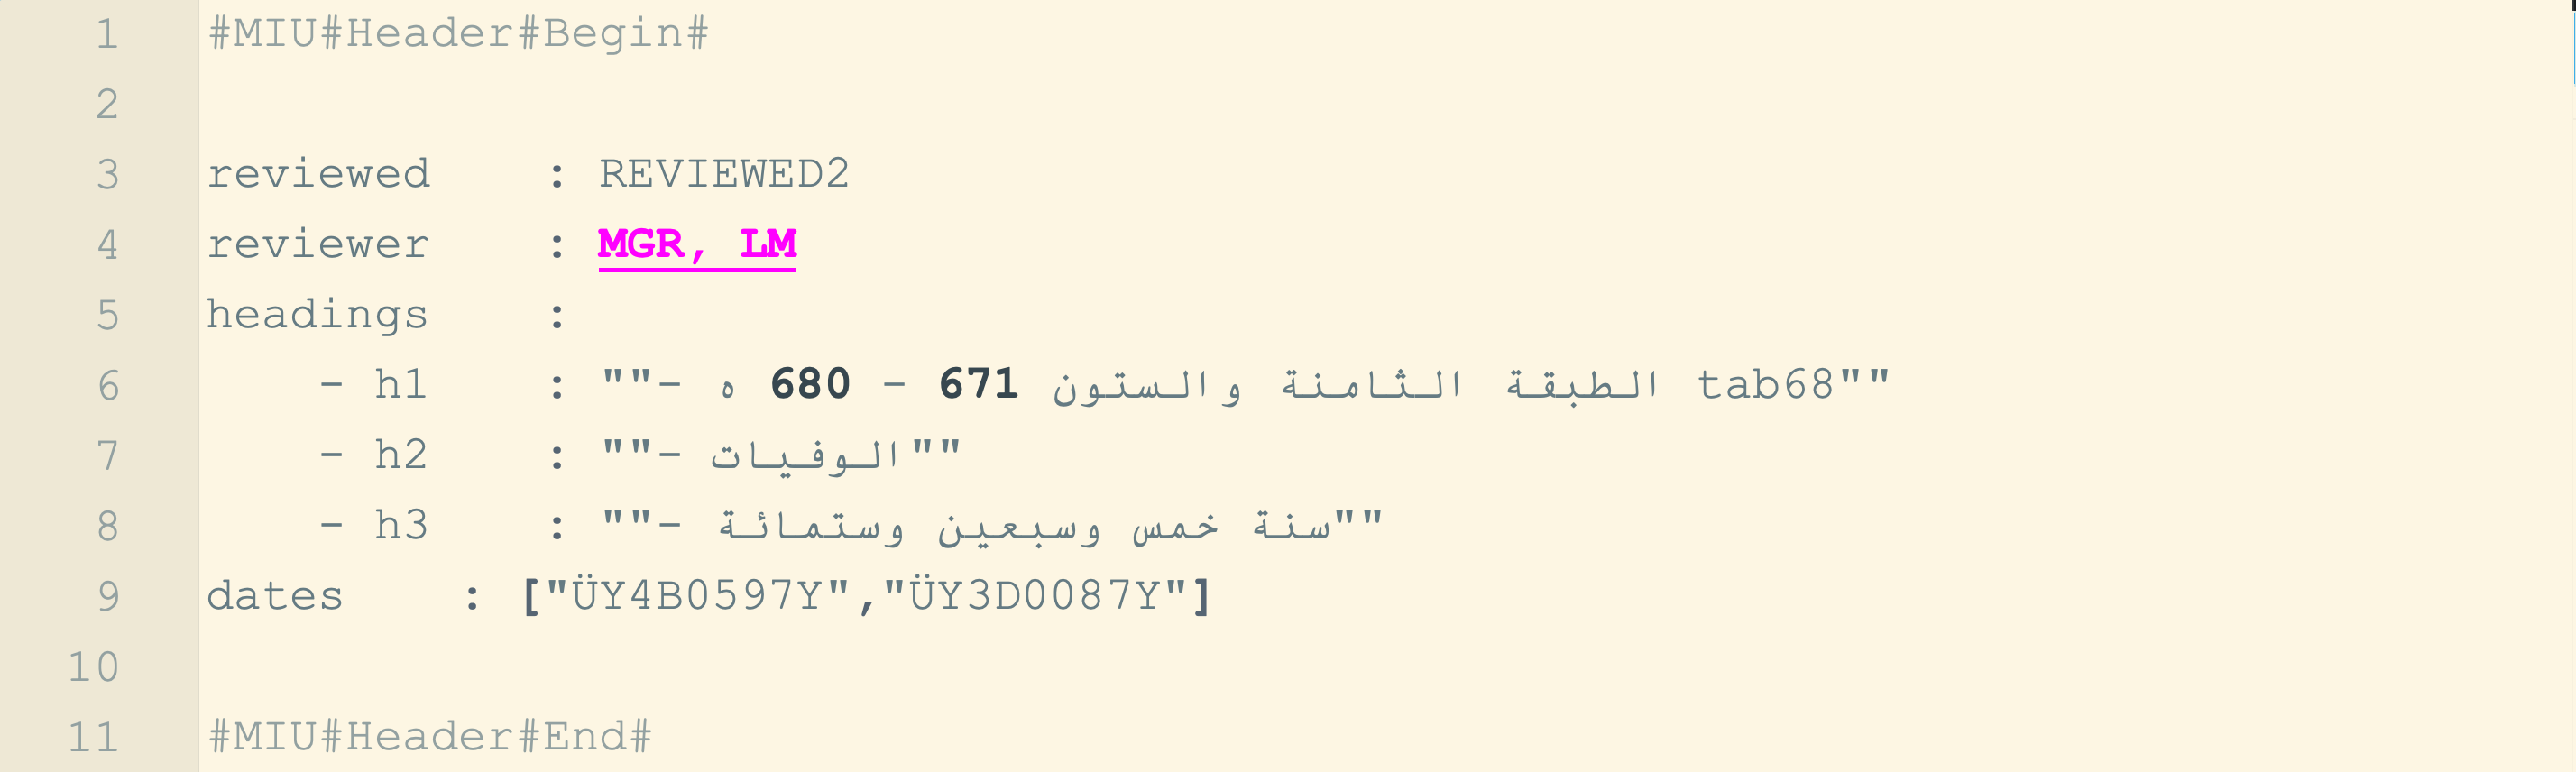 1 #MIU#Header#Begin#
2
3 reviewed : REVIEWED2
4 reviewer : MGR, LM
5 headings :
6 - h1 : ""- الطبقة الثامنة والستون 671 - 680 ه tab68""
7 - h2 : ""- الوفيات""
8 - h3 : ""- سنة خمس وسبعين وستمائة""
9 dates : ["ÜY4B0597Y","ÜY3D0087Y"]
10
11 #MIU#Header#End#